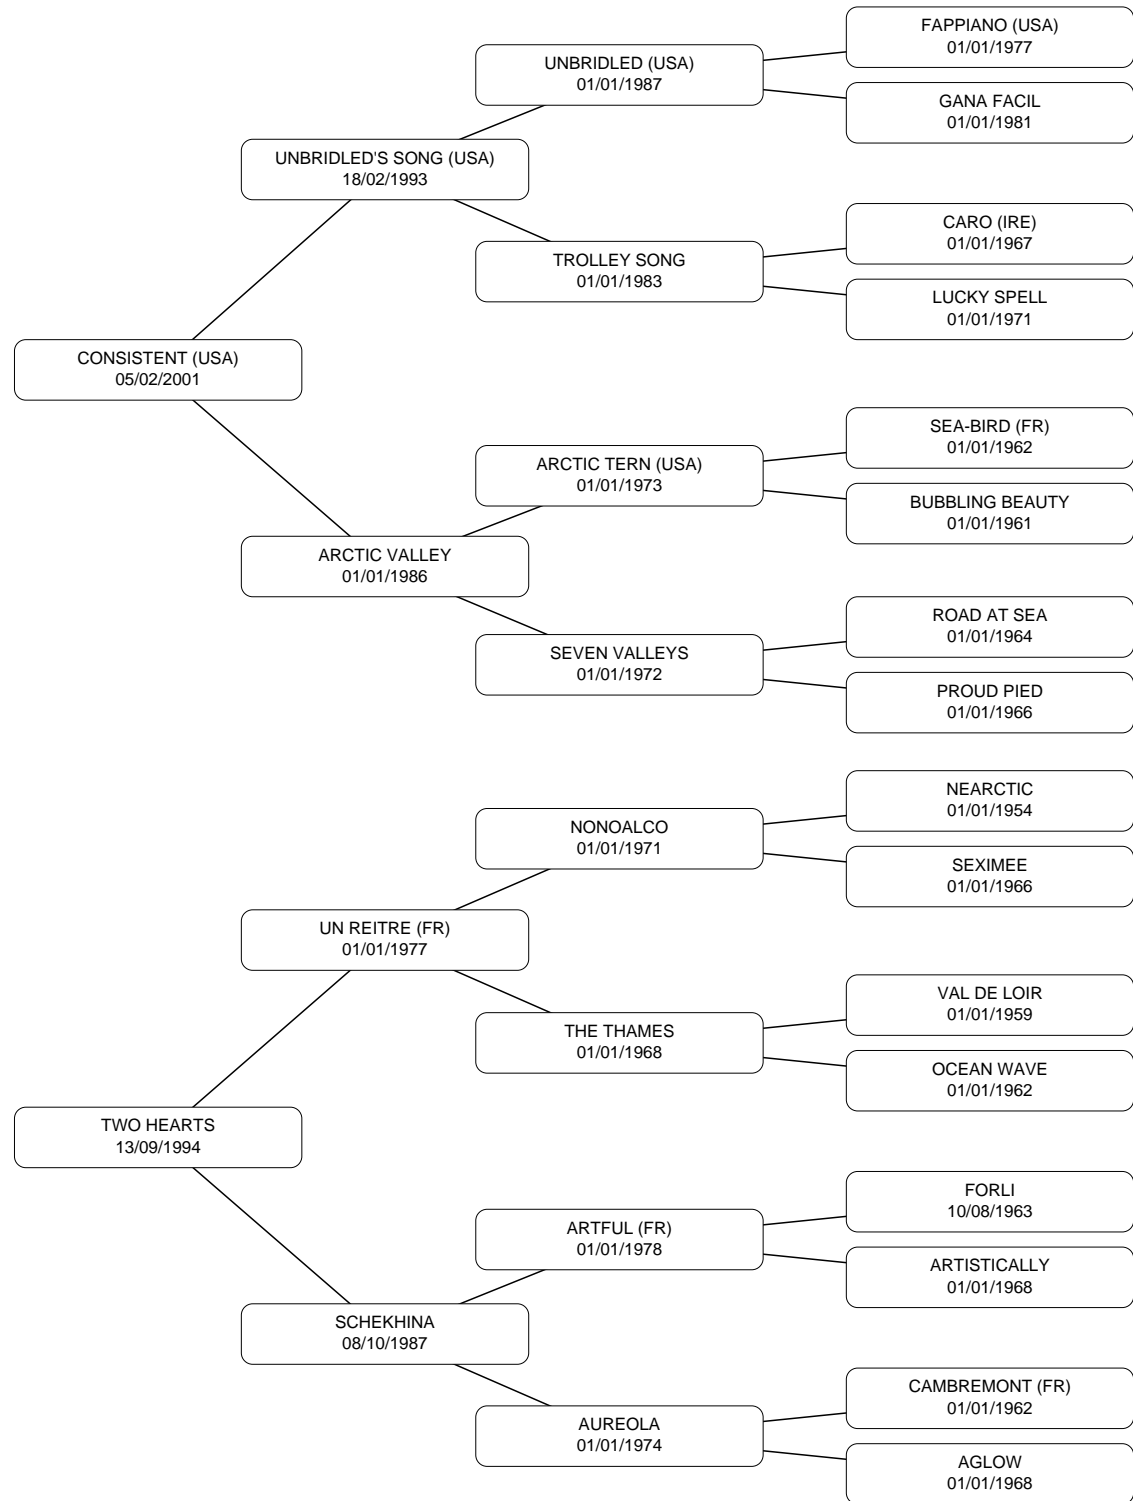 FAPPIANO (USA)
01/01/1977
UNBRIDLED (USA)
01/01/1987
GANA FACIL
01/01/1981
UNBRIDLED'S SONG (USA)
18/02/1993
CARO (IRE)
01/01/1967
TROLLEY SONG
01/01/1983
LUCKY SPELL
01/01/1971
CONSISTENT (USA)
05/02/2001
SEA-BIRD (FR)
01/01/1962
ARCTIC TERN (USA)
01/01/1973
BUBBLING BEAUTY
01/01/1961
ARCTIC VALLEY
01/01/1986
ROAD AT SEA
01/01/1964
SEVEN VALLEYS
01/01/1972
PROUD PIED
01/01/1966
NEARCTIC
01/01/1954
NONOALCO
01/01/1971
SEXIMEE
01/01/1966
UN REITRE (FR)
01/01/1977
VAL DE LOIR
01/01/1959
THE THAMES
01/01/1968
OCEAN WAVE
01/01/1962
TWO HEARTS
13/09/1994
FORLI
10/08/1963
ARTFUL (FR)
01/01/1978
ARTISTICALLY
01/01/1968
SCHEKHINA
08/10/1987
CAMBREMONT (FR)
01/01/1962
AUREOLA
01/01/1974
AGLOW
01/01/1968